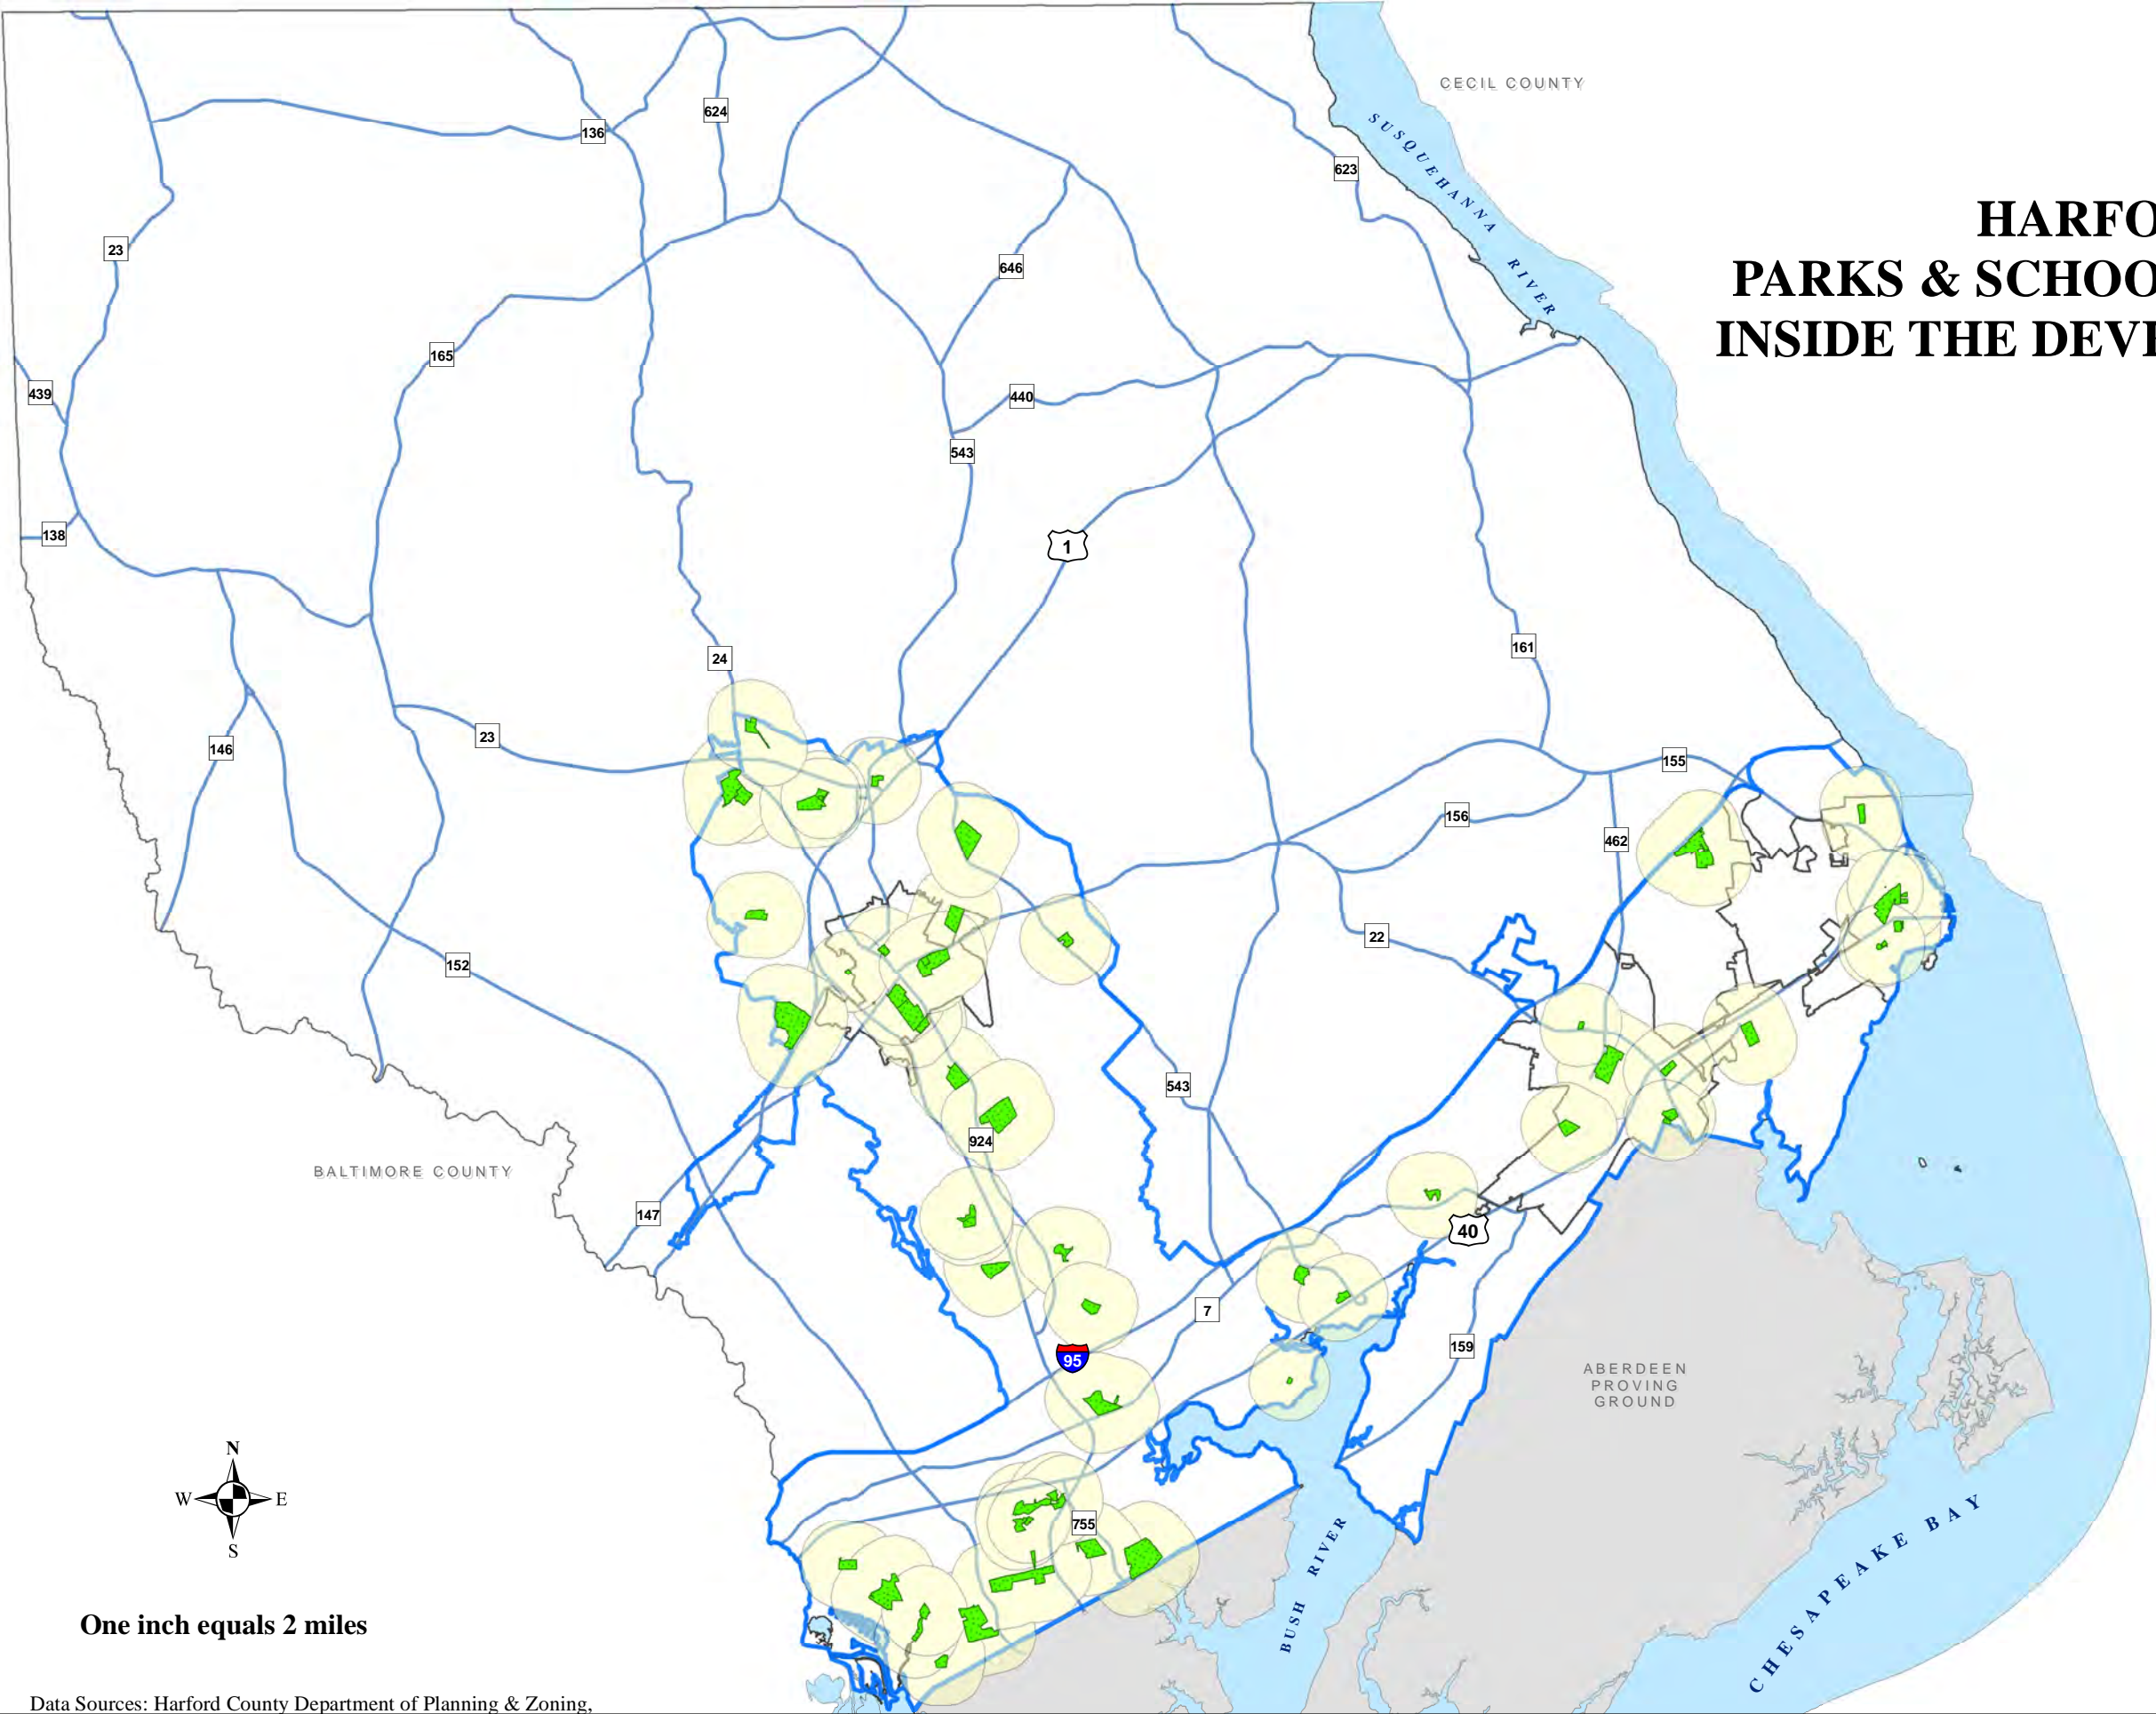 CECIL COUNTY
624
136
SUSQUEHANNA
RIVER
623
HARFO
PARKS & SCHOO
INSIDE THE DEVE
23
646
165
439
440
543
138
1
24
161
23
146
155
156
462
22
152
543
924
BALTIMORE COUNTY
147
40
7
159
95
ABERDEEN
PROVING
GROUND
N
W E
S
755
BUSH RIVER
CHESAPEAKE BAY
One inch equals 2 miles
Data Sources: Harford County Department of Planning & Zoning,